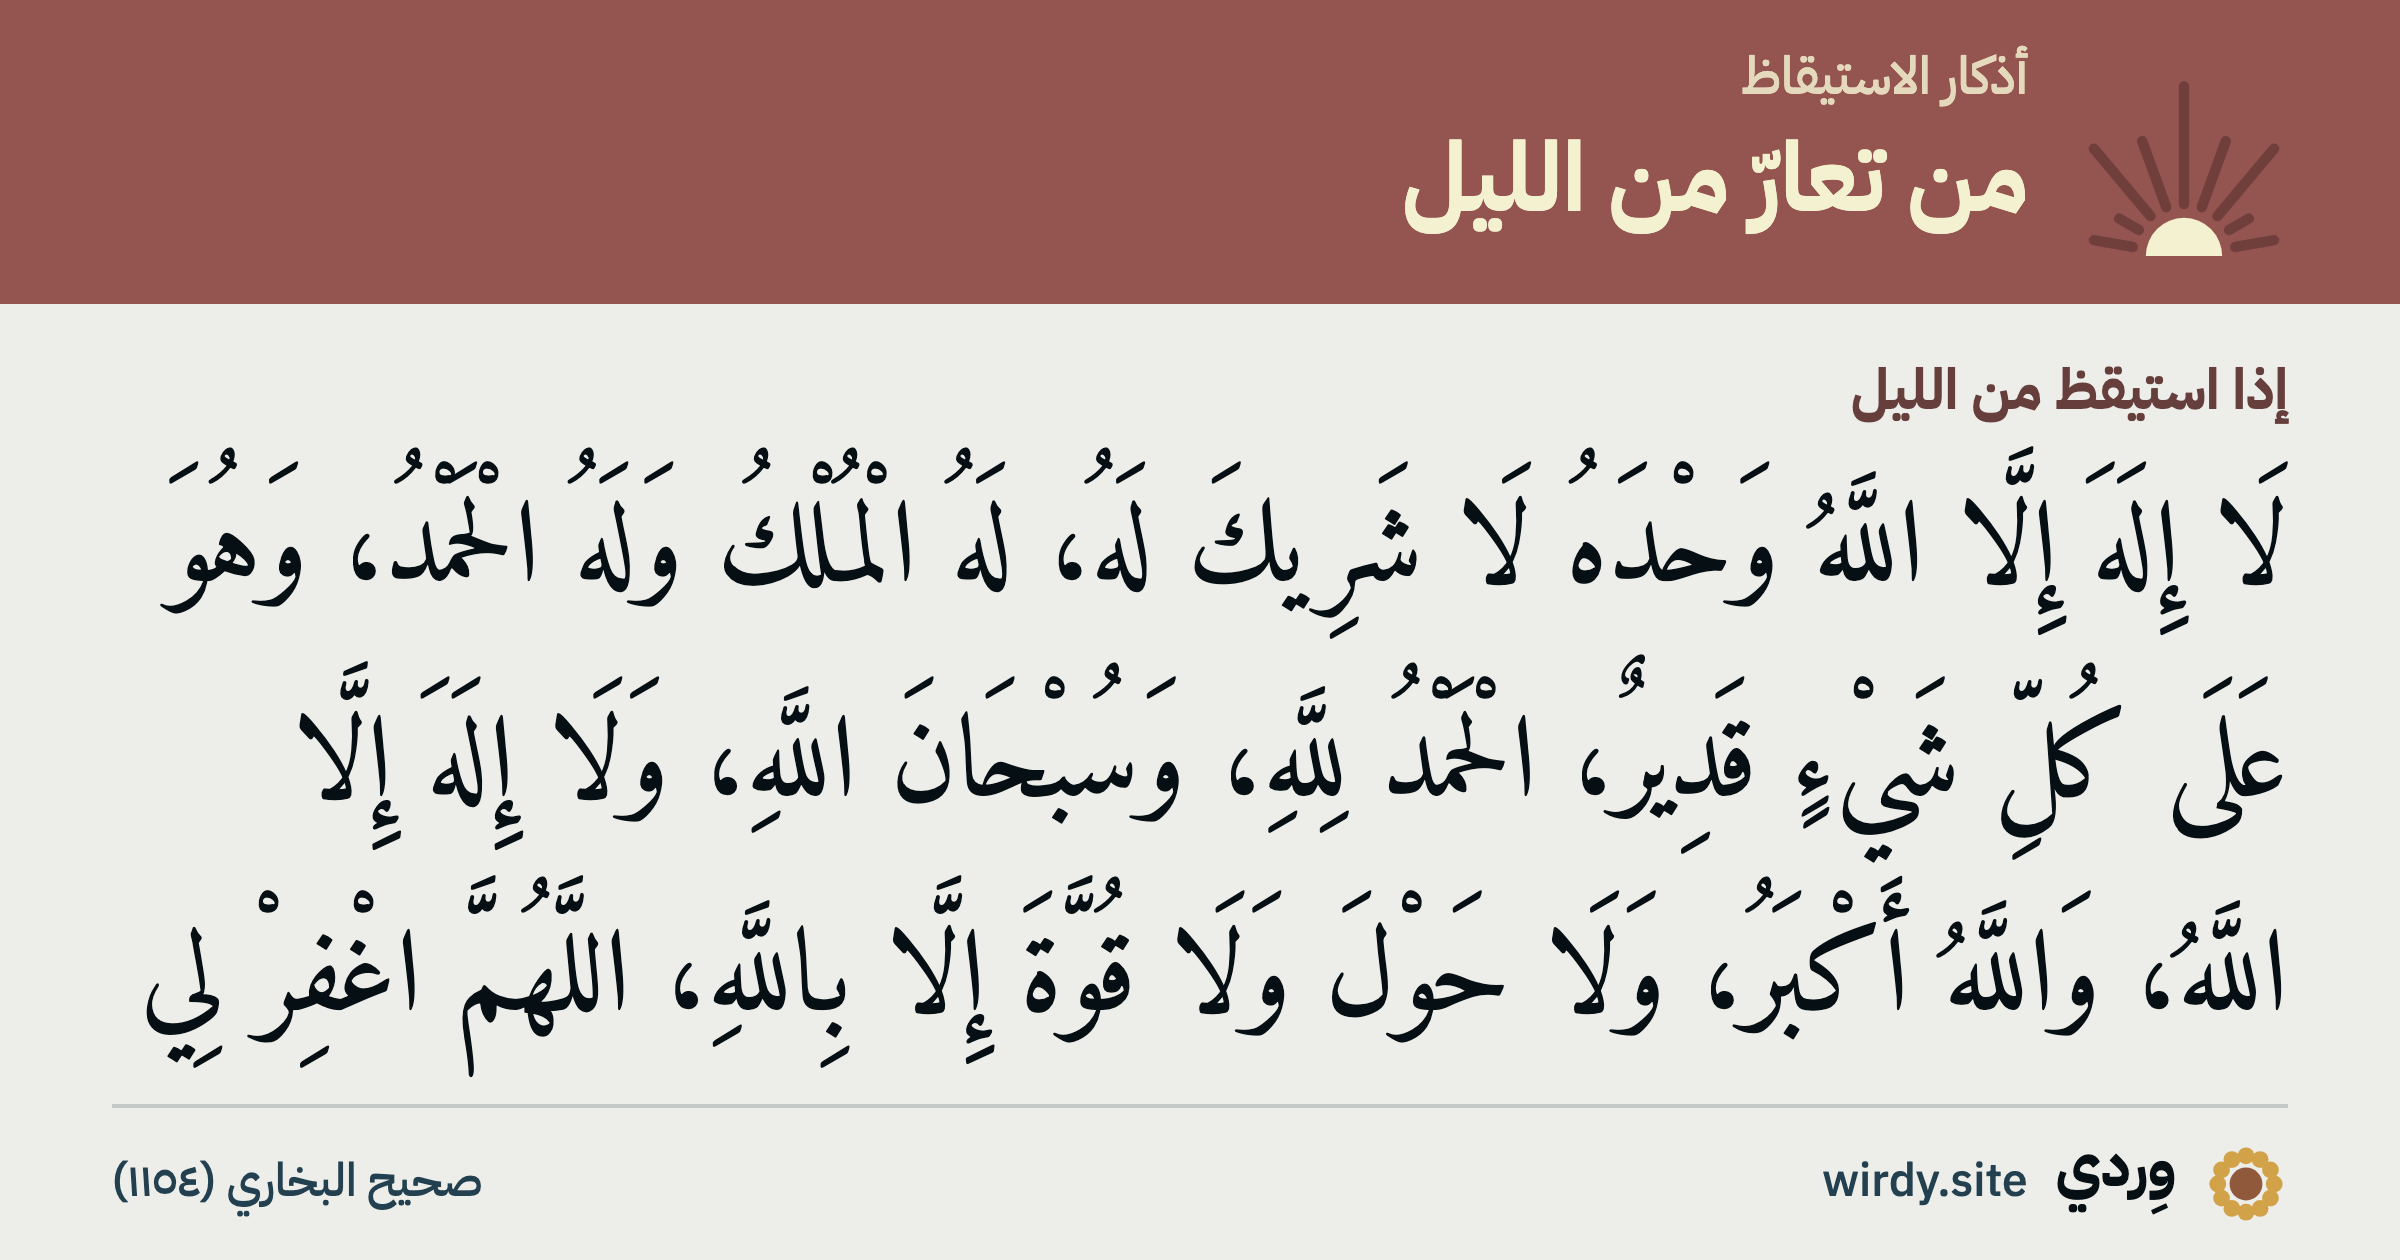 أذكار الاستيقاظ
من تعارّ من الليل
إذا استيقظ من الليل
لَا إِلَهَ إِلَّا اللَّهُ وَحْدَهُ لَا شَرِيكَ لَهُ، لَهُ الْمُلْكُ وَلَهُ الْحَمْدُ، وَهُوَ
عَلَى كُلِّ شَيْءٍ قَدِيرٌ، الْحَمْدُ لِلَّهِ، وَسُبْحَانَ اللَّهِ، وَلَا إِلَهَ إِلَّا
اللَّهُ، وَاللَّهُ أَكْبَرُ، وَلَا حَوْلَ وَلَا قُوَّةَ إِلَّا بِاللَّهِ، اللَّهُمَّ اغْفِرْ لِي
وِردي wirdy.site
صحيح البخاري (١١٥٤)